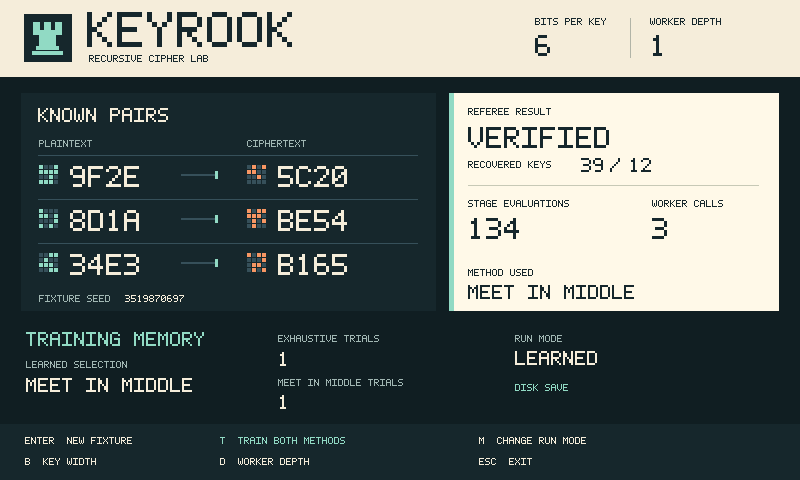 KEYROOK
RECURSIVE CIPHER LAB
BITS PER KEY
6
WORKER DEPTH
1
KNOWN PAIRS
PLAINTEXT CIPHERTEXT
9F2E 5C20
8D1A BE54
34E3 B165
FIXTURE SEED 3519870697
REFEREE RESULT
VERIFIED
RECOVERED KEYS 39 / 12
STAGE EVALUATIONS
134
WORKER CALLS
3
METHOD USED
MEET IN MIDDLE
TRAINING MEMORY
LEARNED SELECTION
MEET IN MIDDLE
EXHAUSTIVE TRIALS
1
MEET IN MIDDLE TRIALS
1
RUN MODE
LEARNED
DISK SAVE
ENTER NEW FIXTURE T TRAIN BOTH METHODS M CHANGE RUN MODE
B KEY WIDTH D WORKER DEPTH ESC EXIT